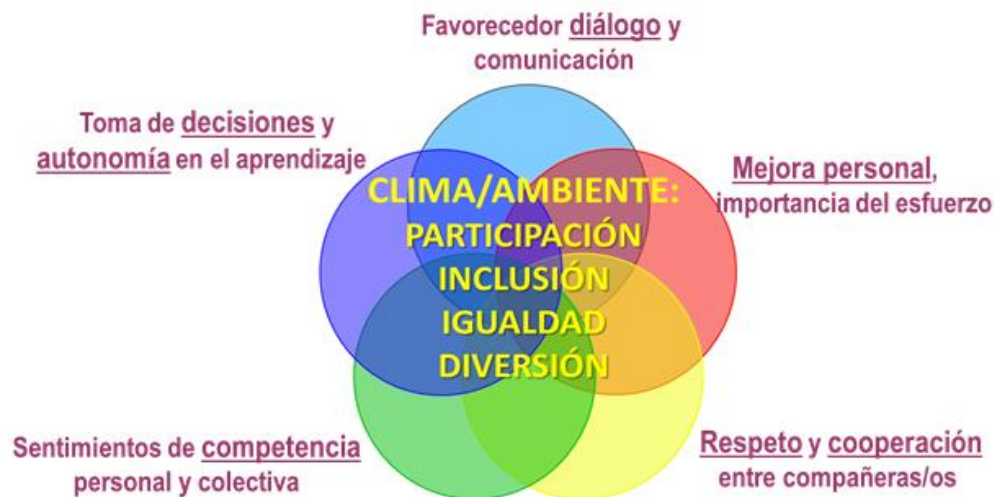 Favorecedor diálogo y
comunicación
Toma de decisiones y
autonomía en el aprendizaje
Mejora personal,
importancia del esfuerzo
CLIMA/AMBIENTE:
PARTICIPACIÓN
INCLUSIÓN
IGUALDAD
DIVERSIÓN
Sentimientos de competencia
personal y colectiva
Respeto y cooperación
entre compañeras/os